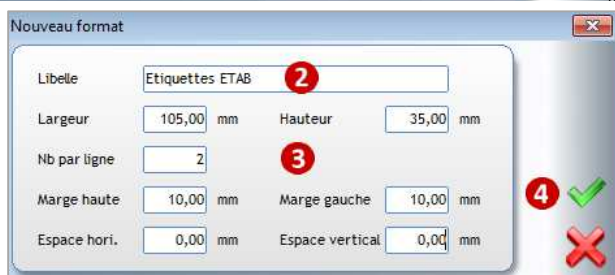 Nouveau format
Libelle Etiquettes ETAB 2
Largeur 105,00 mm Hauteur 35,00 mm
Nb par ligne 2 3
Marge haute 10,00 mm Marge gauche 10,00 mm 4
Espace hori. 0,00 mm Espace vertical 0,00 mm